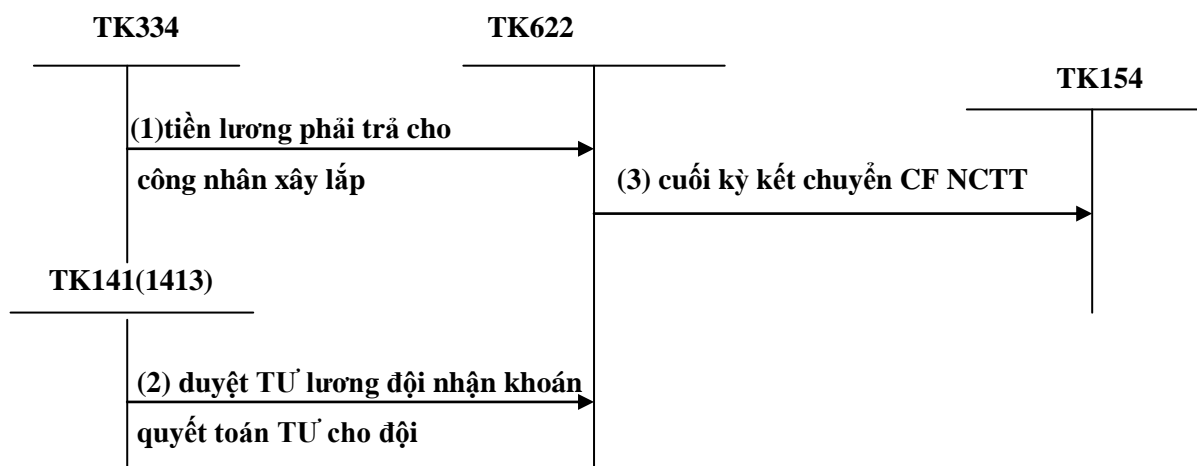 TK334
TK622
TK154
(1)tiền lương phải trả cho
công nhân xây lắp
(3) cuối kỳ kết chuyển CF NCTT
TK141(1413)
(2) duyệt TƯ lương đội nhận khoán
quyết toán TƯ cho đội